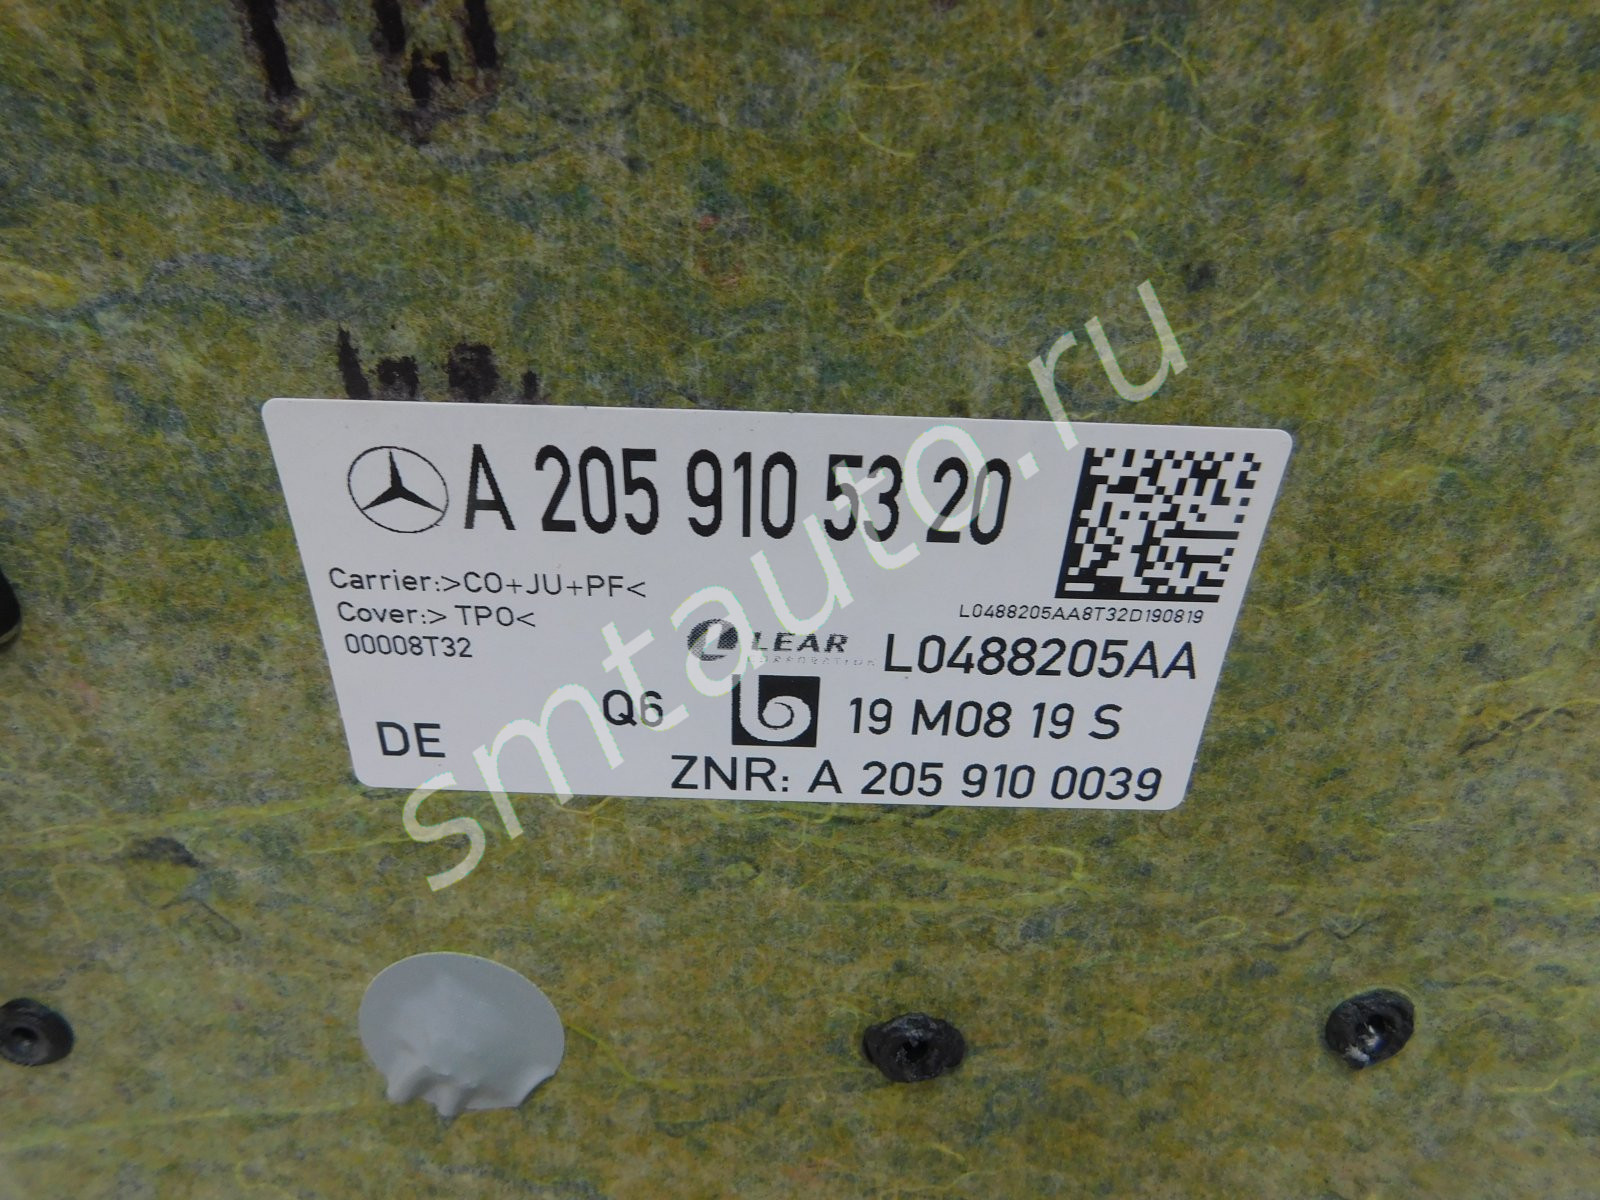 A 205 910 53 20
Carrier:>CO+JU+PF<
Cover:> TPO<
00008T32
L0488205AA8T32D190819
LEAR
CORPORATION
L0488205AA
Q6
19 M08 19 S
DE
ZNR: A 205 910 0039
smtauto.ru